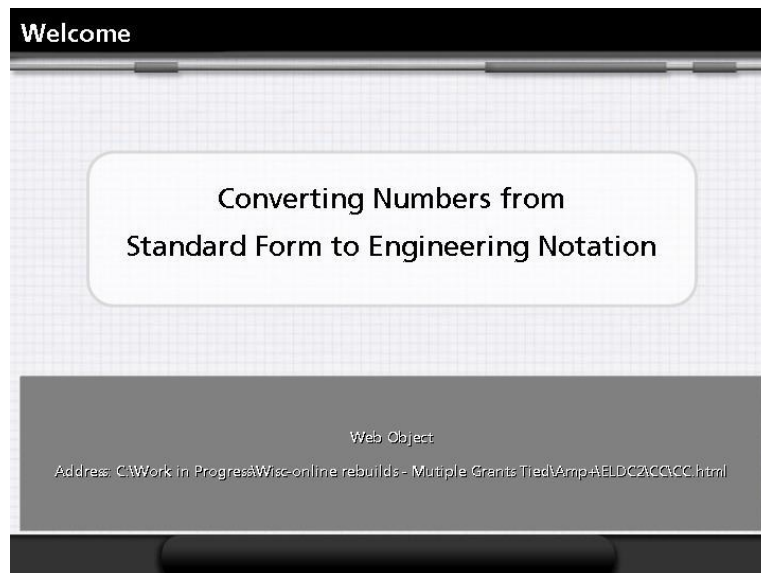 Welcome
Converting Numbers from
Standard Form to Engineering Notation
Web Object
Address: C:\Work in Progress\Wisc-online rebuilds - Mutiple Grants Tied\Amp+\ELDC2\CC\CC.html